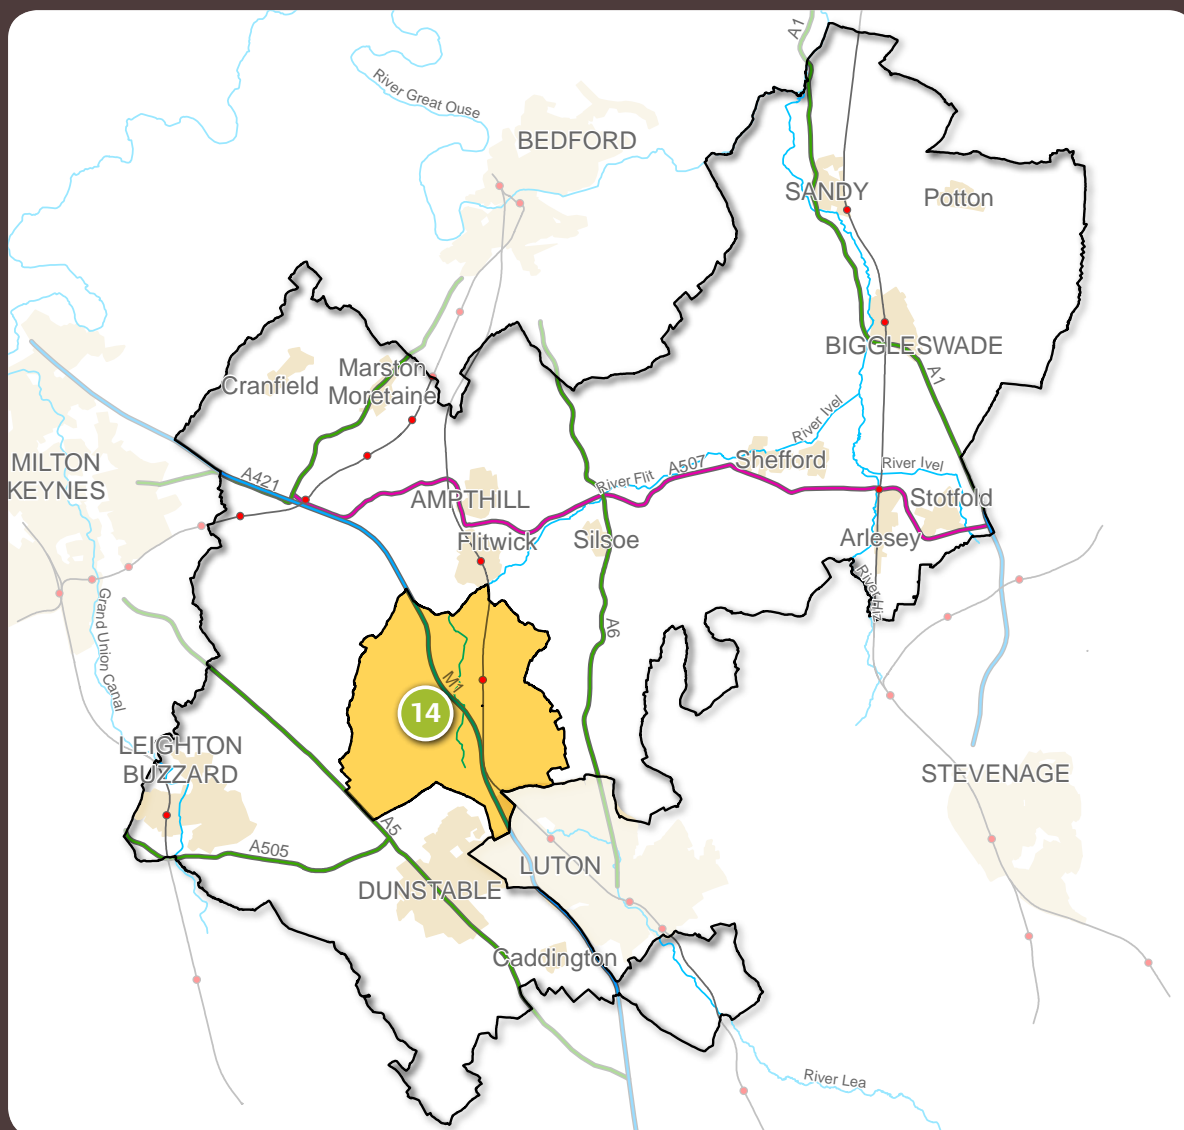 A1
River Great Ouse
BEDFORD
SANDY
Potton
BIGGLESWADE
A1
Marston
Moretaine
Cranfield
River Ivel
MILTON
KEYNES
A421
AMPTHILL
River Flit
A507
Shefford
River Ivel
Stotfold
Flitwick
Silsoe
Arlesey
River Hiz
Grand Union Canal
A6
M1
14
LEIGHTON
BUZZARD
STEVENAGE
A5
A505
LUTON
DUNSTABLE
Caddington
River Lea